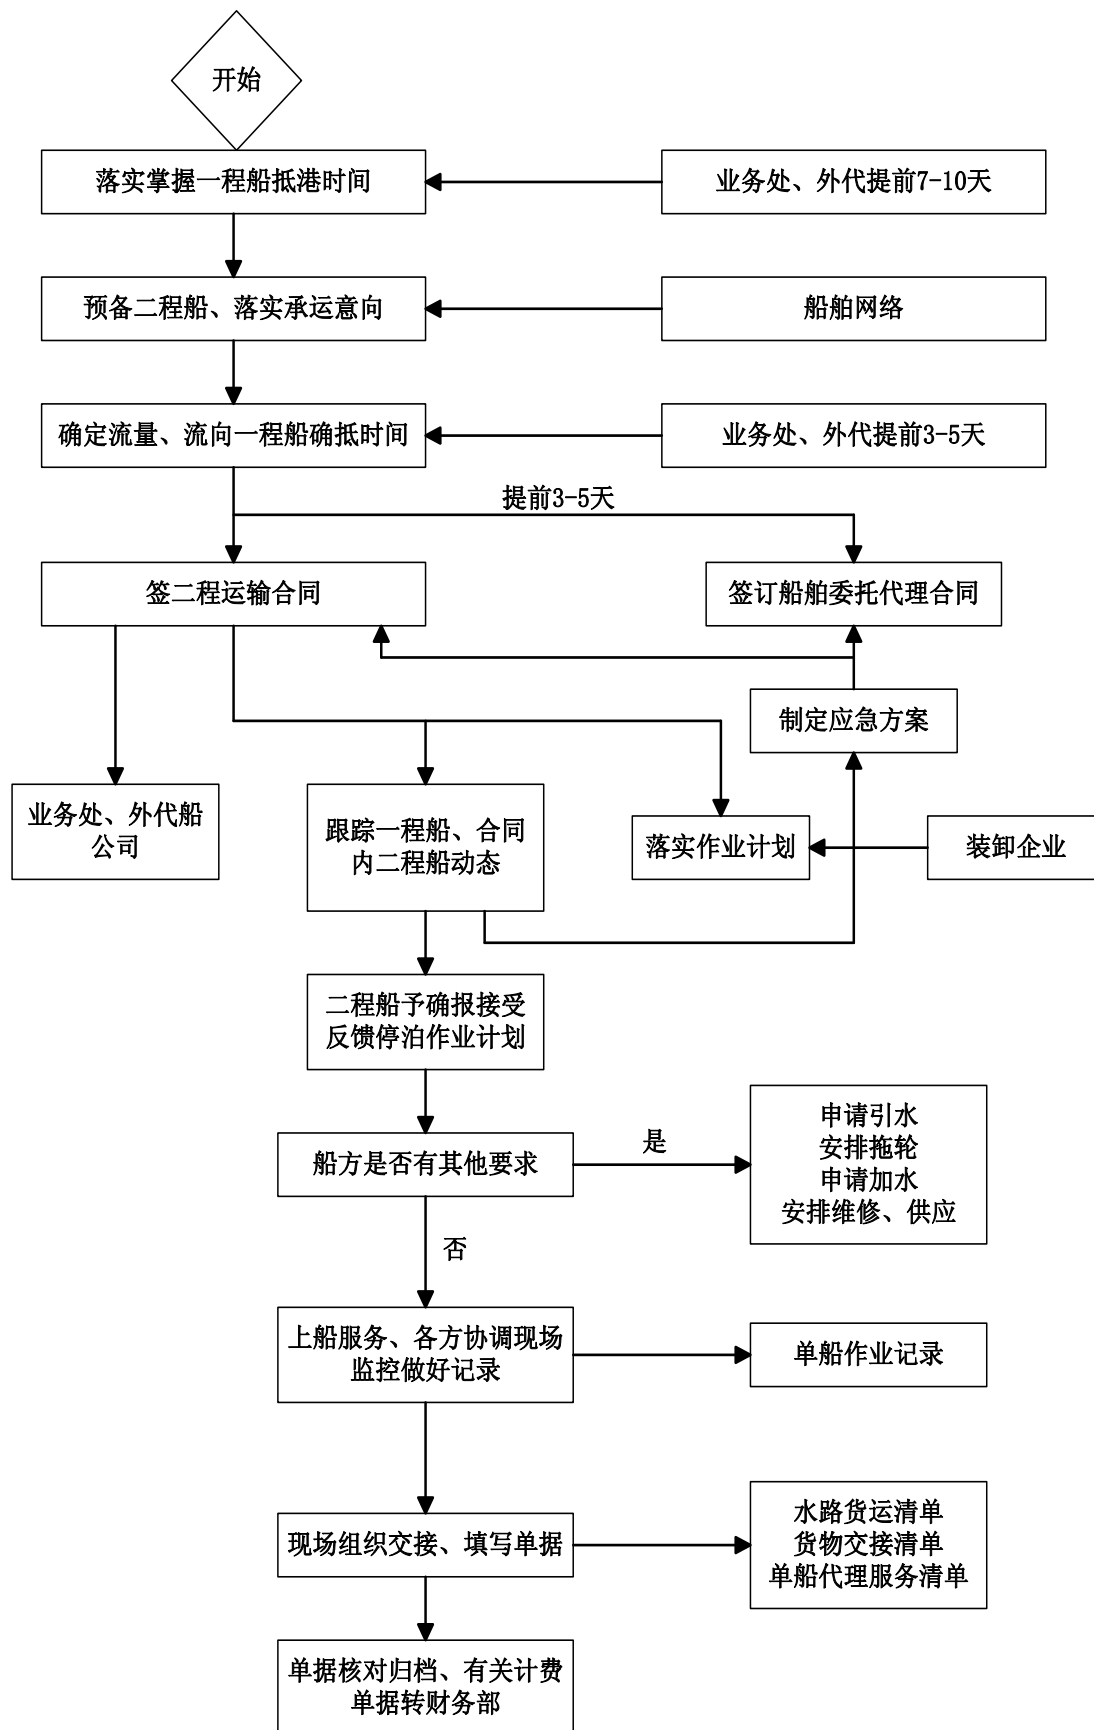 开始
落实掌握一程船抵港时间
业务处、外代提前7-10天
预备二程船、落实承运意向
船舶网络
确定流量、流向一程船确抵时间
业务处、外代提前3-5天
提前3-5天
签二程运输合同
签订船舶委托代理合同
制定应急方案
业务处、外代船
公司
跟踪一程船、合同
内二程船动态
落实作业计划
装卸企业
二程船予确报接受
反馈停泊作业计划
船方是否有其他要求
是
申请引水
安排拖轮
申请加水
安排维修、供应
否
上船服务、各方协调现场
监控做好记录
单船作业记录
现场组织交接、填写单据
水路货运清单
货物交接清单
单船代理服务清单
单据核对归档、有关计费
单据转财务部